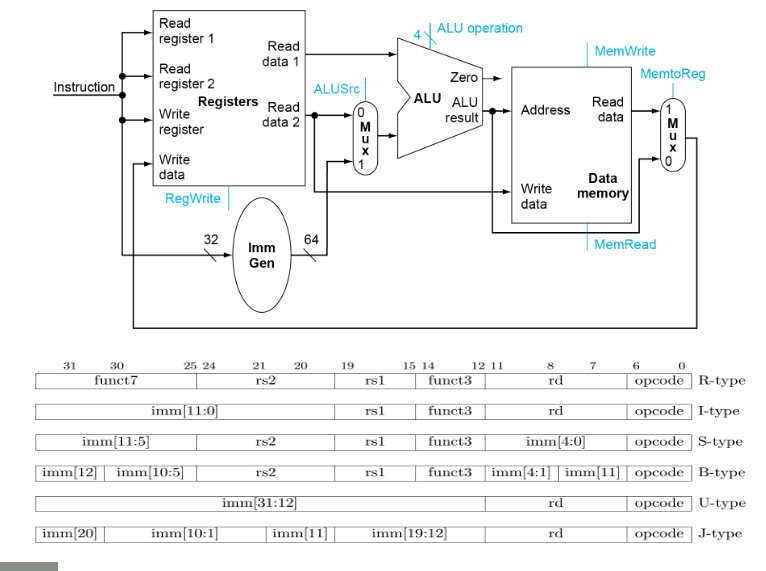 Instruction
Read
register 1
Read
register 2
Write
register
Write
data
Registers
Read
data 1
Read
data 2
RegWrite
ALUSrc
0
M
u
x
1
32
Imm
Gen
64
4
ALU operation
Zero
ALU
ALU
result
MemWrite
Address
Read
data
Write
data
Data
memory
MemRead
MemtoReg
1
M
u
x
0
31 30 25 24 21 20 19 15 14 12 11 8 7 6 0
funct7 rs2 rs1 funct3 rd opcode R-type
imm[11:0] rs1 funct3 rd opcode I-type
imm[11:5] rs2 rs1 funct3 imm[4:0] opcode S-type
imm[12] imm[10:5] rs2 rs1 funct3 imm[4:1] imm[11] opcode B-type
imm[31:12] rd opcode U-type
imm[20] imm[10:1] imm[11] imm[19:12] rd opcode J-type